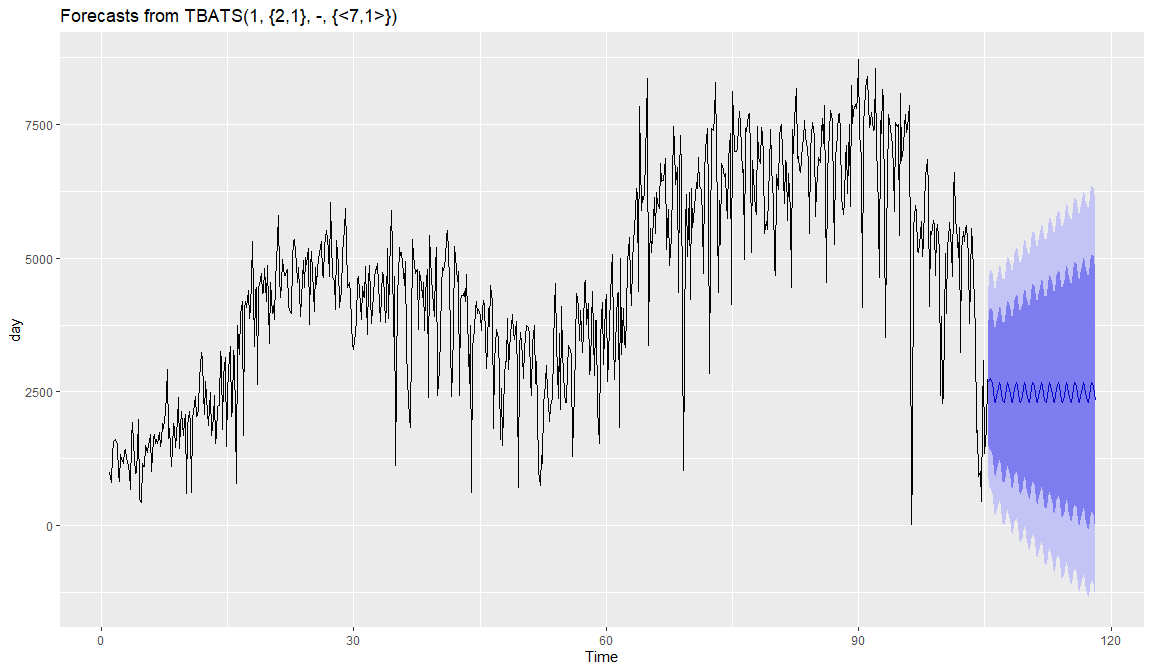 Forecasts from TBATS(1, {2,1}, -, {<7,1>})
7500
5000
2500
0
day
0 30 60 90 120
Time